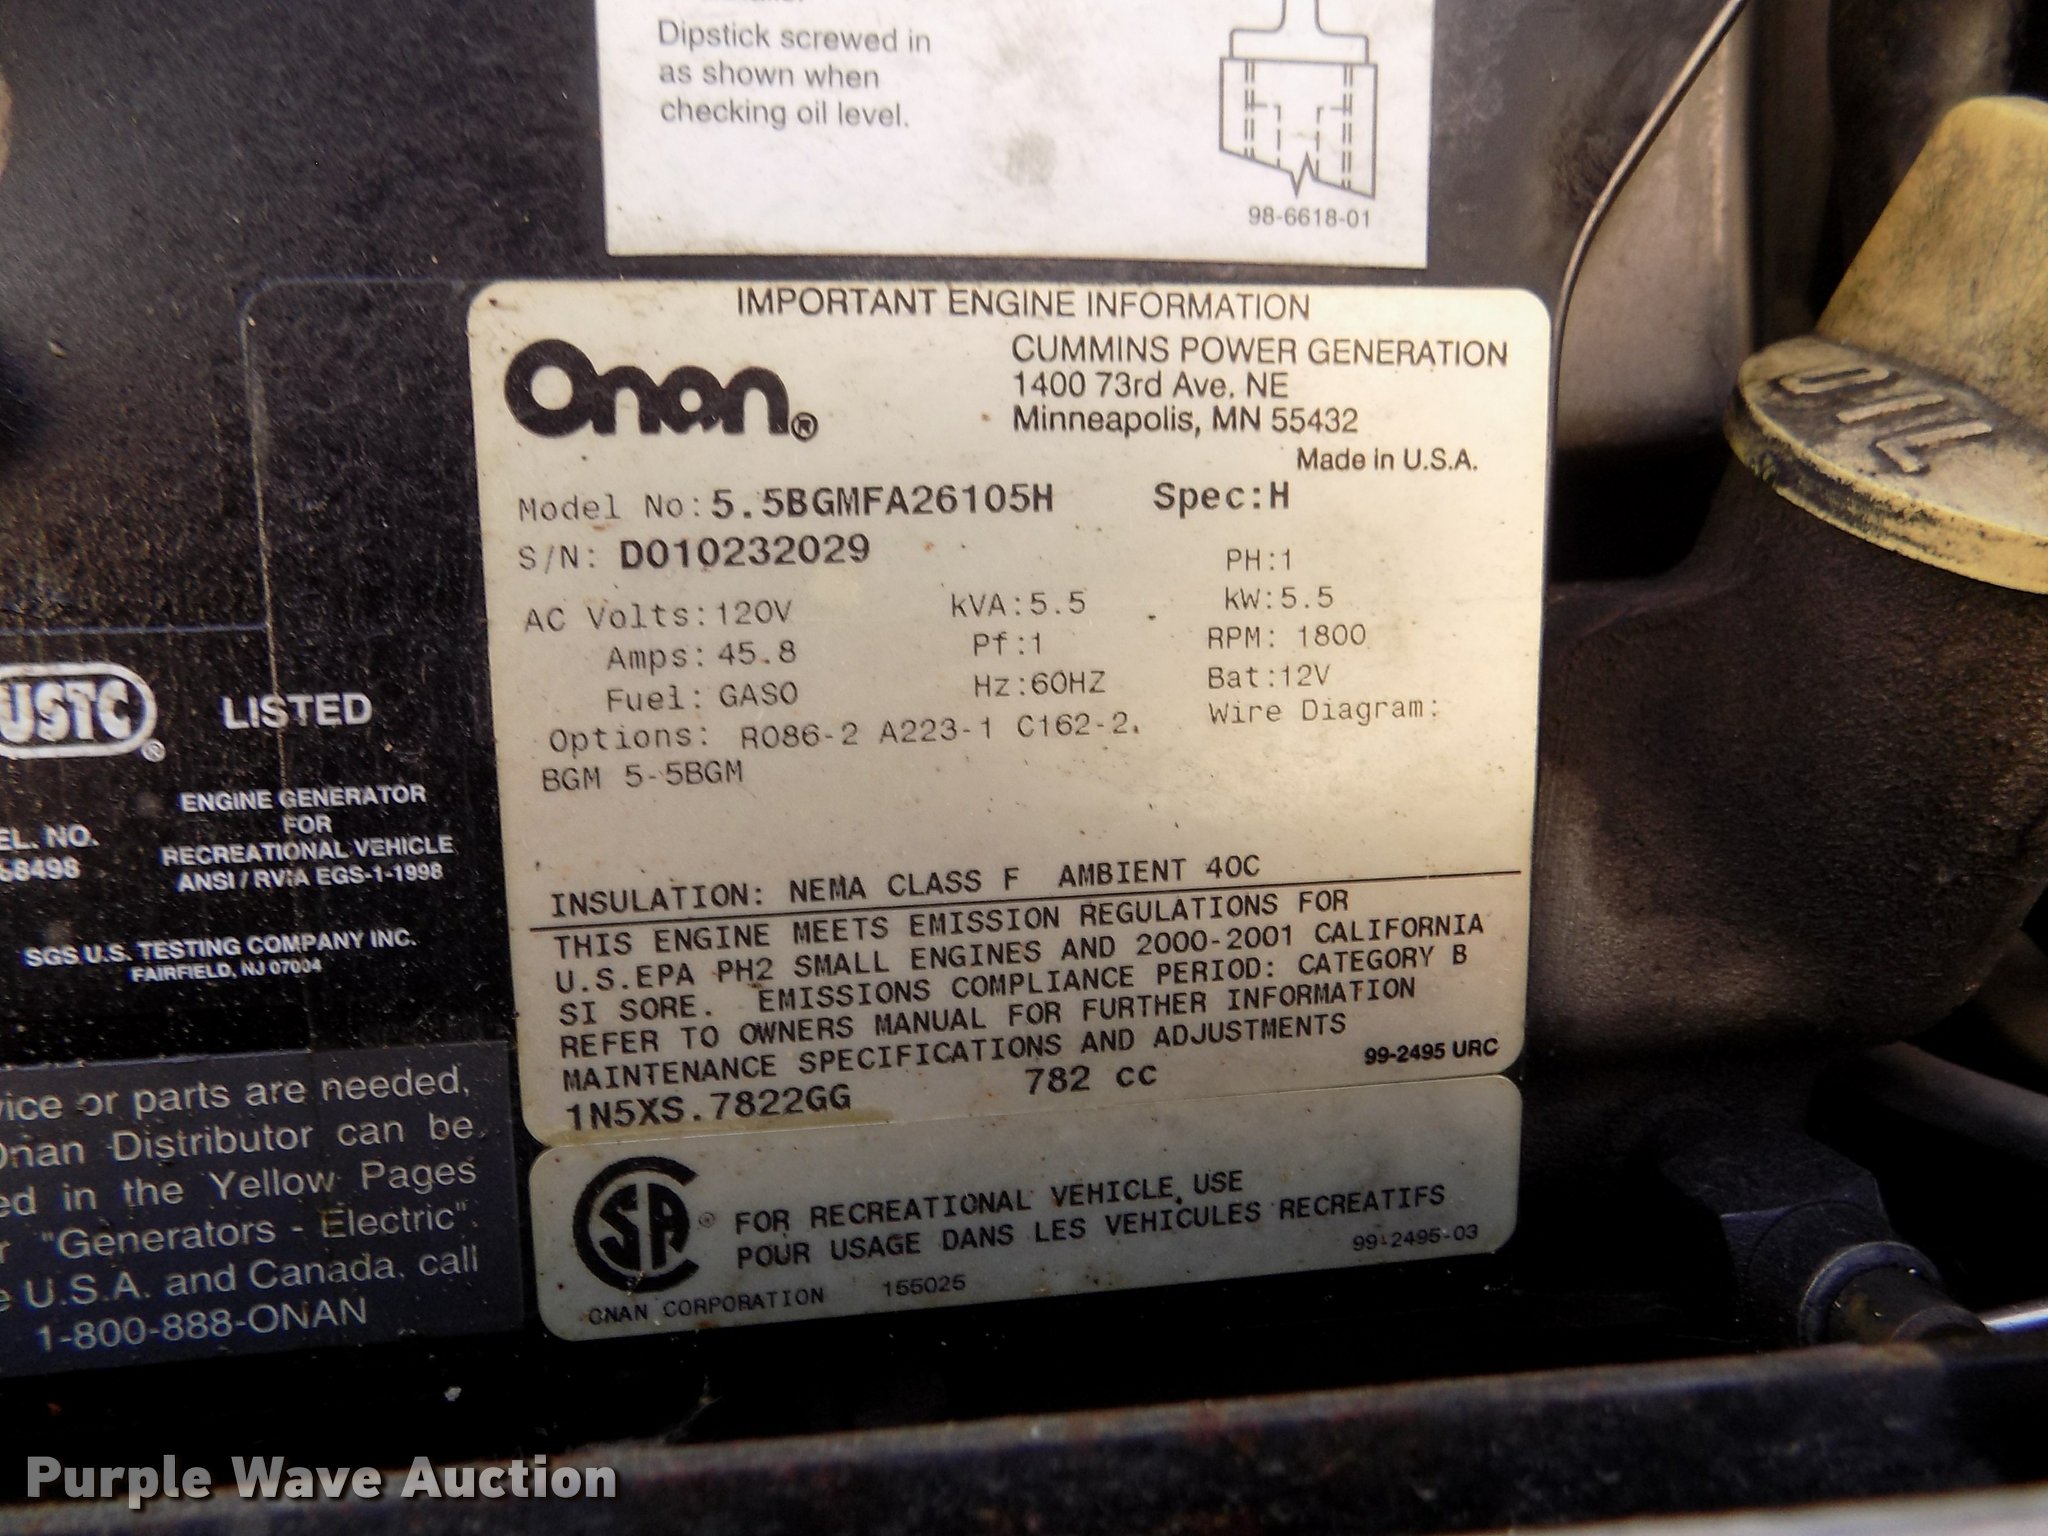 Dipstick screwed in
as shown when
checking oil level.
98-6618-01
OIL
IMPORTANT ENGINE INFORMATION
Onan®
CUMMINS POWER GENERATION
1400 73rd Ave. NE
Minneapolis, MN 55432
Made in U.S.A.
Model No: 5.5BGMFA26105H Spec:H
S/N: D010232029 PH:1
AC Volts:120V kVA:5.5 kW:5.5
Amps:45.8 Pf:1 RPM: 1800
Fuel: GASO Hz:60HZ Bat:12V
Options: R086-2 A223-1 C162-2. Wire Diagram:
BGM 5-5BGM
INSULATION: NEMA CLASS F AMBIENT 40C
THIS ENGINE MEETS EMISSION REGULATIONS FOR
U.S.EPA PH2 SMALL ENGINES AND 2000-2001 CALIFORNIA
SI SORE. EMISSIONS COMPLIANCE PERIOD: CATEGORY B
REFER TO OWNERS MANUAL FOR FURTHER INFORMATION
MAINTENANCE SPECIFICATIONS AND ADJUSTMENTS
1N5XS.7822GG 782 cc 99-2495 URC
CSA® FOR RECREATIONAL VEHICLE USE
POUR USAGE DANS LES VEHICULES RECREATIFS
99-2495-03
ONAN CORPORATION 155025
USTC® LISTED
ENGINE GENERATOR
FOR
RECREATIONAL VEHICLE
ANSI / RVIA EGS-1-1998
NO.
8498
SGS U.S. TESTING COMPANY INC.
FAIRFIELD, NJ 07004
or parts are needed,
Onan Distributor can be
in the Yellow Pages
"Generators - Electric".
U.S.A. and Canada, call
1-800-888-ONAN
Purple Wave Auction